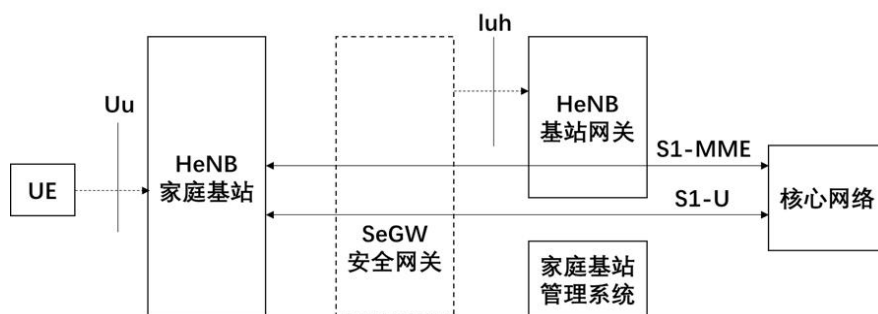 Iuh
Uu
HeNB
基站网关
S1-MME
HeNB
家庭基站
UE
S1-U
核心网络
SeGW
安全网关
家庭基站
管理系统